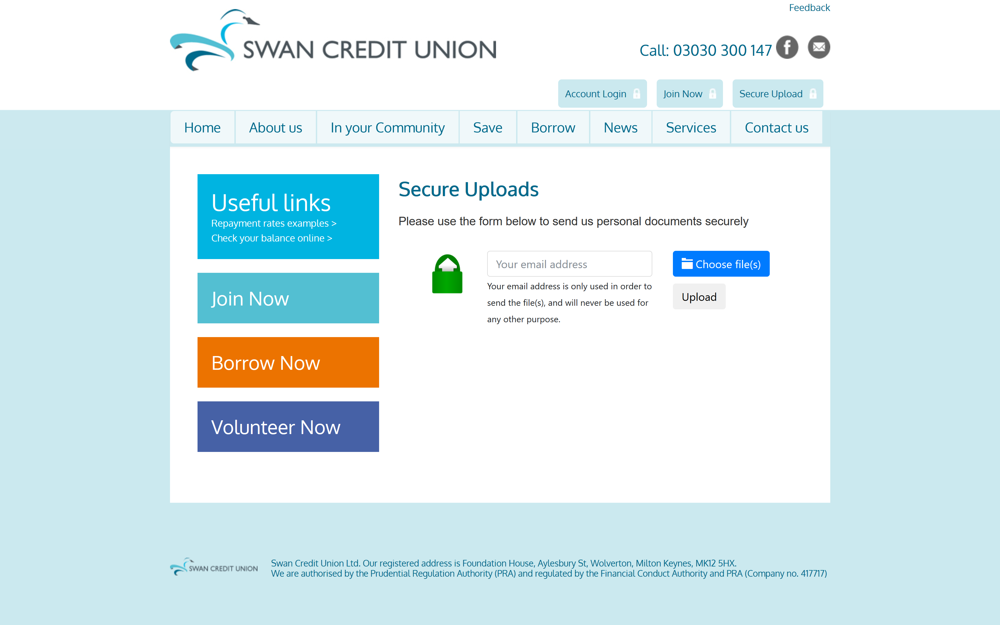 Feedback
SWAN CREDIT UNION
Call: 03030 300 147
Account Login
Join Now
Secure Upload
Home
About us
In your Community
Save
Borrow
News
Services
Contact us
Useful links
Repayment rates examples >
Check your balance online >
Join Now
Borrow Now
Volunteer Now
Secure Uploads
Please use the form below to send us personal documents securely
Your email address
Your email address is only used in order to
send the file(s), and will never be used for
any other purpose.
Choose file(s)
Upload
SWAN CREDIT UNION
Swan Credit Union Ltd. Our registered address is Foundation House, Aylesbury St, Wolverton, Milton Keynes, MK12 5HX.
We are authorised by the Prudential Regulation Authority (PRA) and regulated by the Financial Conduct Authority and PRA (Company no. 417717)